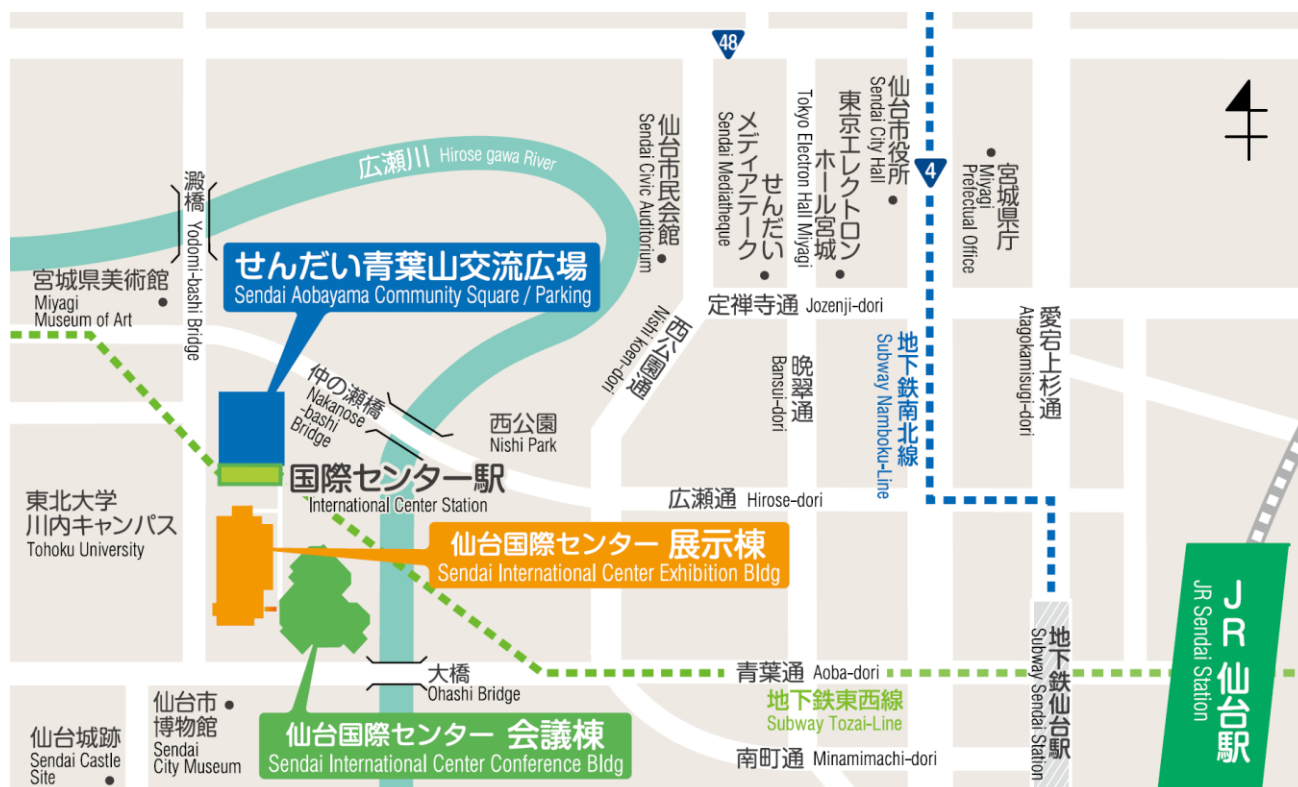 48
4
広瀬川 Hirose gawa River
澱橋 Yodomi-bashi Bridge
仙台市民会館
Sendai Civic Auditorium
せんだい
メディアテーク
Sendai Mediatheque
東京エレクトロン
ホール宮城
Tokyo Electron Hall Miyagi
仙台市役所
Sendai City Hall
宮城県庁
Miyagi
Prefectual Office
せんだい青葉山交流広場
Sendai Aobayama Community Square / Parking
宮城県美術館
Miyagi
Museum of Art
定禅寺通 Jozenji-dori
西公園通
Nishi koen-dori
晩翠通
Bansui-dori
地下鉄南北線
Subway Namboku-Line
愛宕上杉通
Atagokamisugi-dori
仲の瀬橋
Nakanose
-bashi
Bridge
西公園
Nishi Park
国際センター駅
International Center Station
広瀬通 Hirose-dori
東北大学
川内キャンパス
Tohoku University
仙台国際センター 展示棟
Sendai International Center Exhibition Bldg
JR 仙台駅
JR Sendai Station
地下鉄仙台駅
Subway Sendai Station
大橋
Ohashi Bridge
青葉通 Aoba-dori
地下鉄東西線
Subway Tozai-Line
仙台市
博物館
Sendai
City Museum
仙台城跡
Sendai Castle
Site
仙台国際センター 会議棟
Sendai International Center Conference Bldg
南町通 Minamimachi-dori